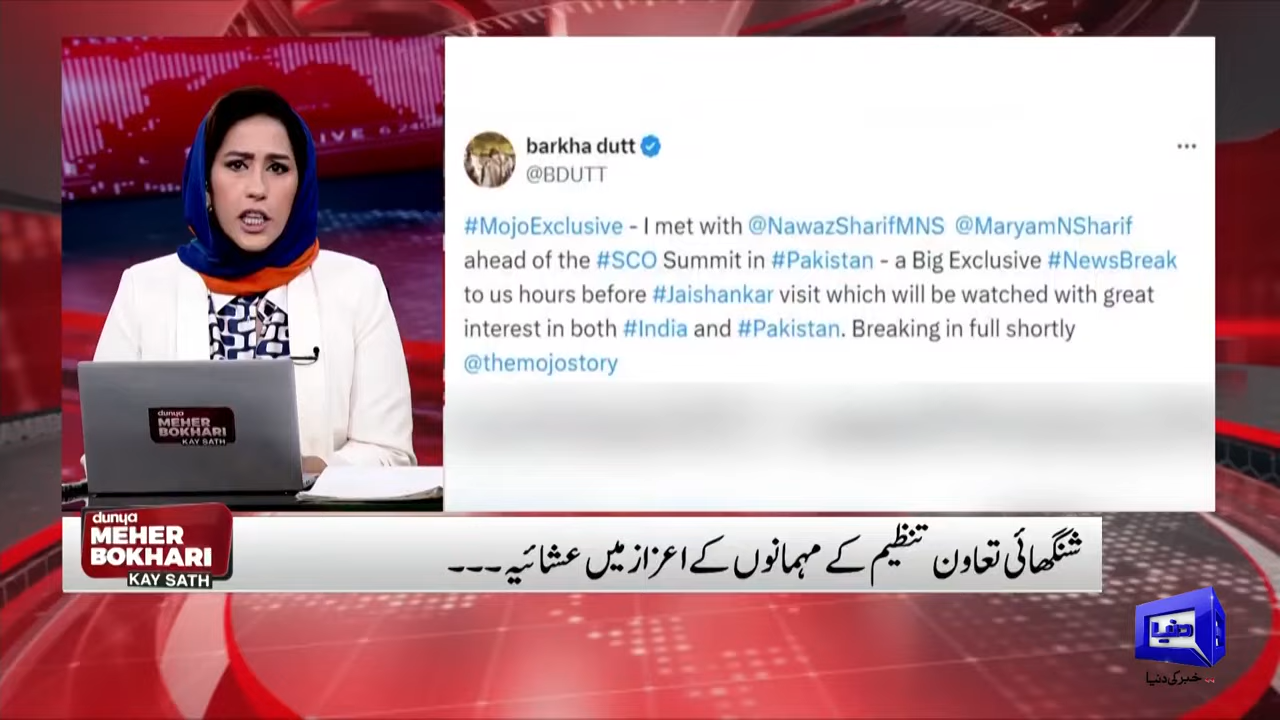 barkha dutt
@BDUTT
#MojoExclusive - I met with @NawazSharifMNS @MaryamNSharif
ahead of the #SCO Summit in #Pakistan - a Big Exclusive #NewsBreak
to us hours before #Jaishankar visit which will be watched with great
interest in both #India and #Pakistan. Breaking in full shortly
@themojostory
dunya
MEHER
BOKHARI
KAY SATH
dunya
MEHER
BOKHARI
KAY SATH
شنگھائی تعاون تنظیم کے مہمانوں کے اعزاز میں عشائیہ۔۔۔
دنیا
خبر کی دنیا